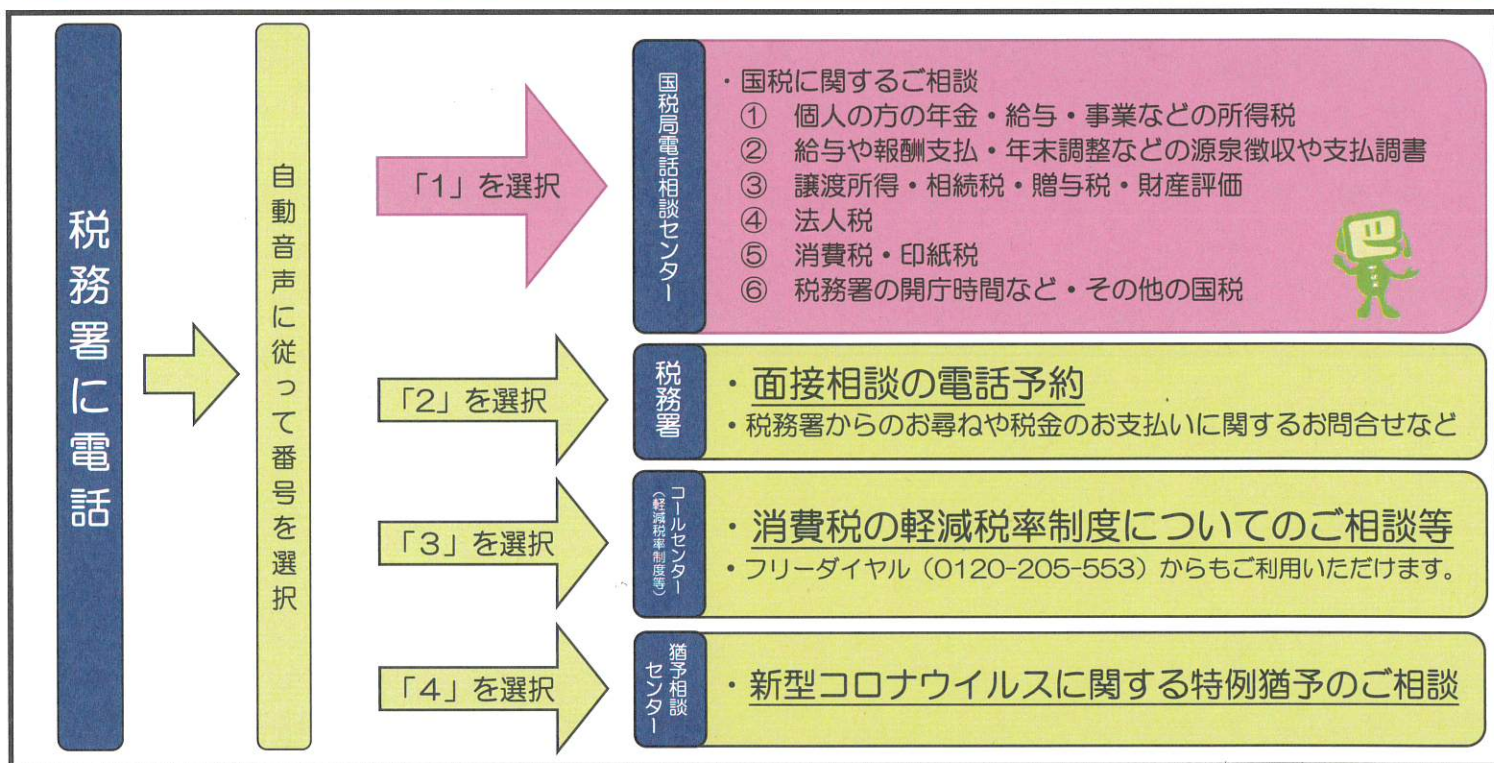 税務署に電話
自動音声に従って番号を選択
「1」を選択
国税局電話相談センター
・国税に関するご相談
① 個人の方の年金・給与・事業などの所得税
② 給与や報酬支払・年末調整などの源泉徴収や支払調書
③ 譲渡所得・相続税・贈与税・財産評価
④ 法人税
⑤ 消費税・印紙税
⑥ 税務署の開庁時間など・その他の国税
「2」を選択
税務署
・面接相談の電話予約
・税務署からのお尋ねや税金のお支払いに関するお問合せなど
「3」を選択
コールセンター
(軽減税率制度等)
・消費税の軽減税率制度についてのご相談等
・フリーダイヤル（0120-205-553）からもご利用いただけます。
「4」を選択
猶予相談
センター
・新型コロナウイルスに関する特例猶予のご相談